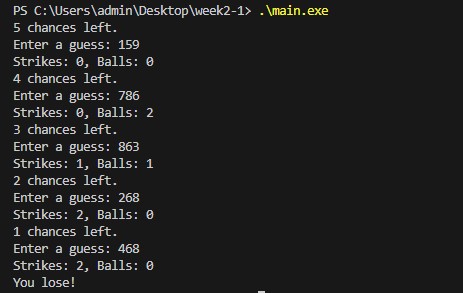 PS C:\Users\admin\Desktop\week2-1> .\main.exe
5 chances left.
Enter a guess: 159
Strikes: 0, Balls: 0
4 chances left.
Enter a guess: 786
Strikes: 0, Balls: 2
3 chances left.
Enter a guess: 863
Strikes: 1, Balls: 1
2 chances left.
Enter a guess: 268
Strikes: 2, Balls: 0
1 chances left.
Enter a guess: 468
Strikes: 2, Balls: 0
You lose!